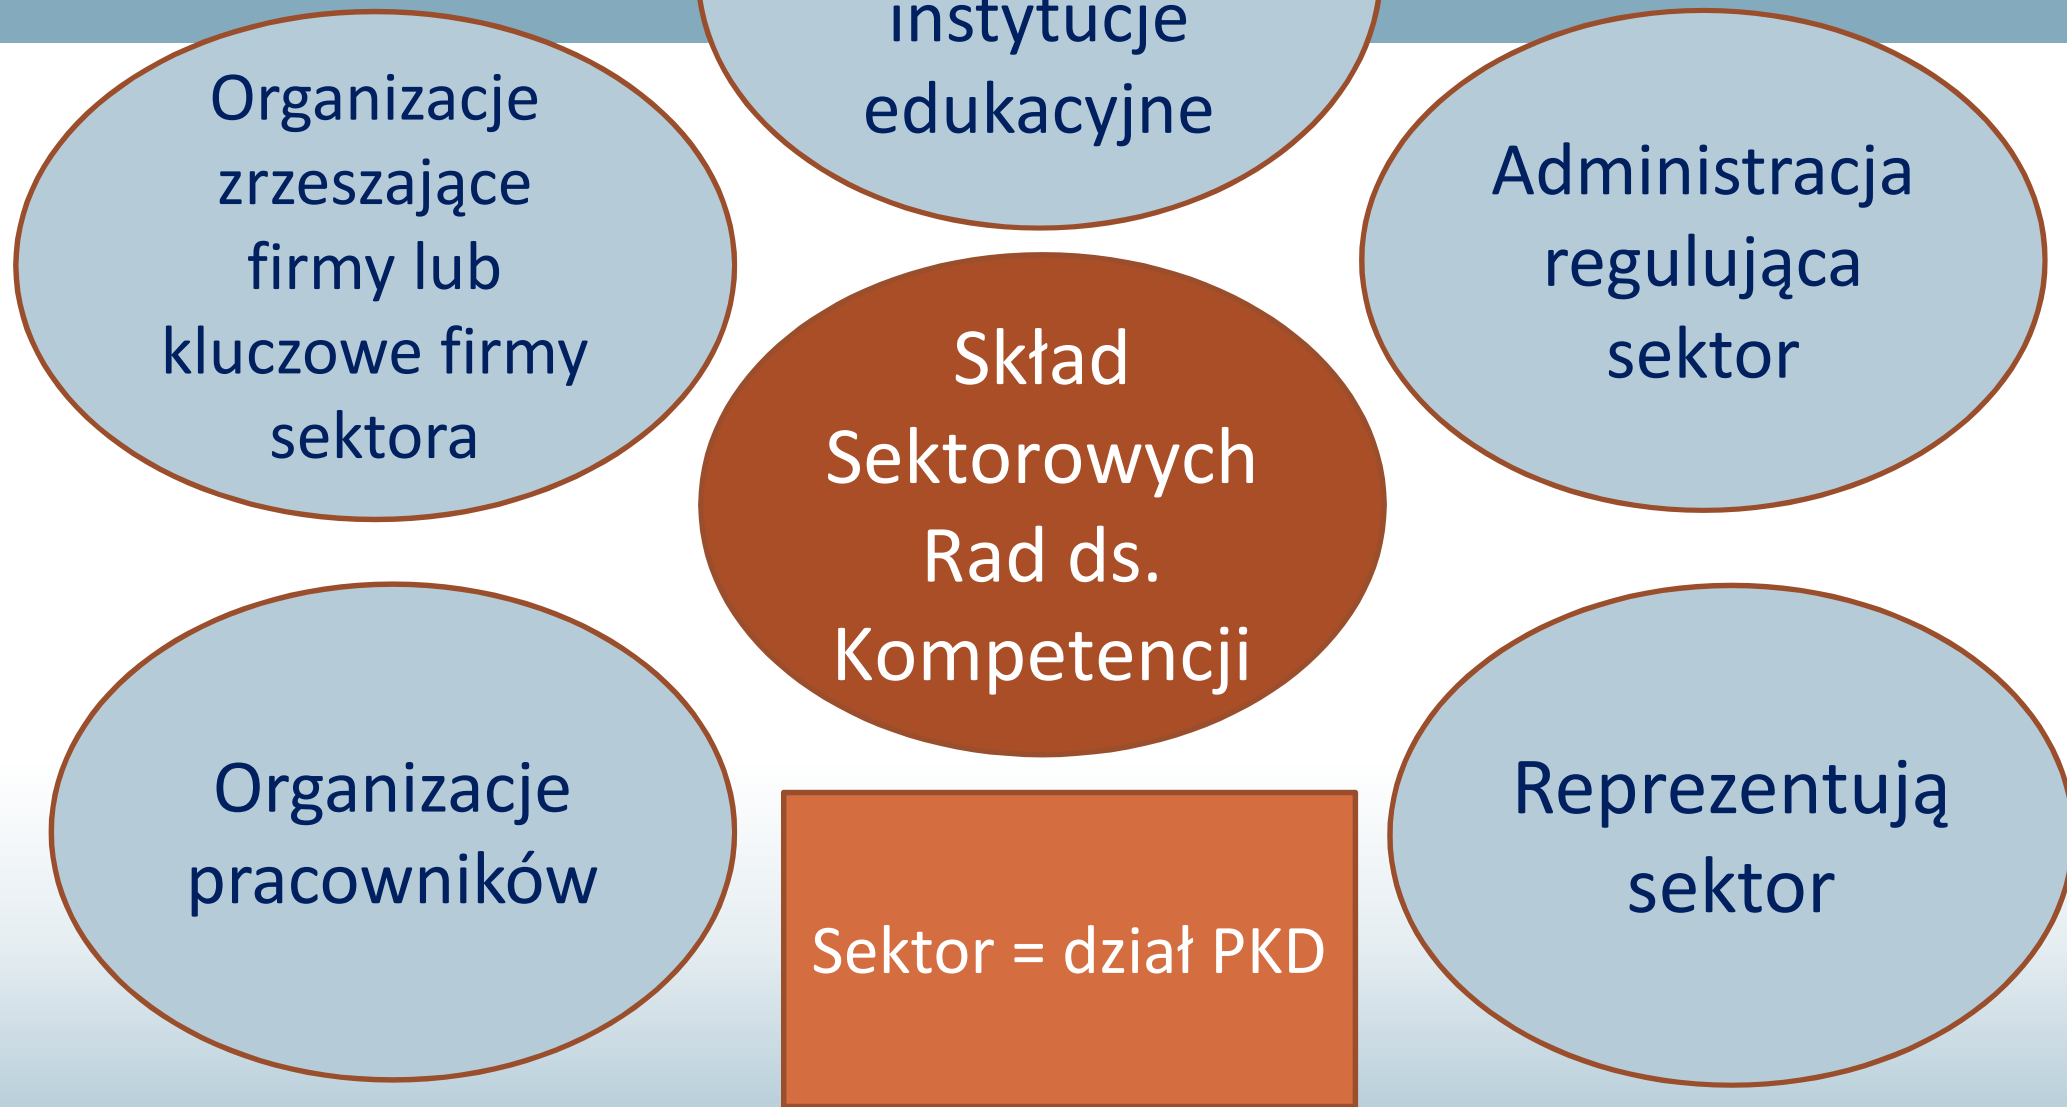 instytucje
edukacyjne
Organizacje
zrzeszające
firmy lub
kluczowe firmy
sektora
Administracja
regulująca
sektor
Skład
Sektorowych
Rad ds.
Kompetencji
Organizacje
pracowników
Reprezentują
sektor
Sektor = dział PKD